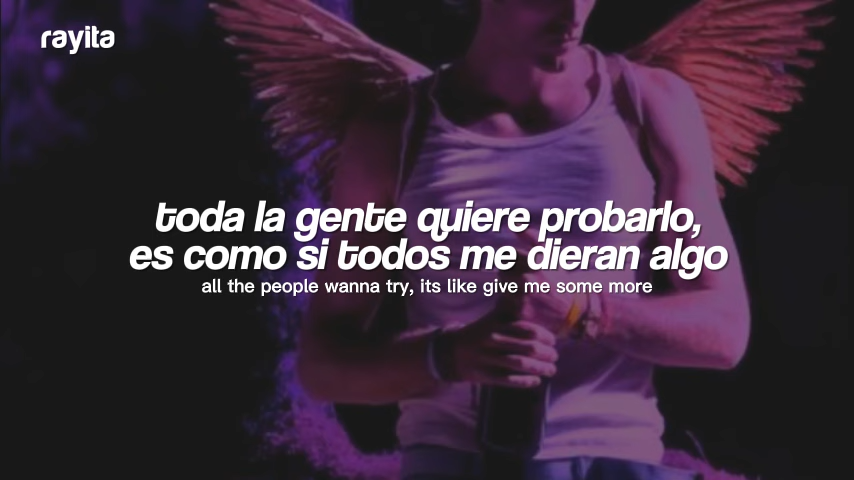 rayita
toda la gente quiere probarlo,
es como si todos me dieran algo
all the people wanna try, its like give me some more